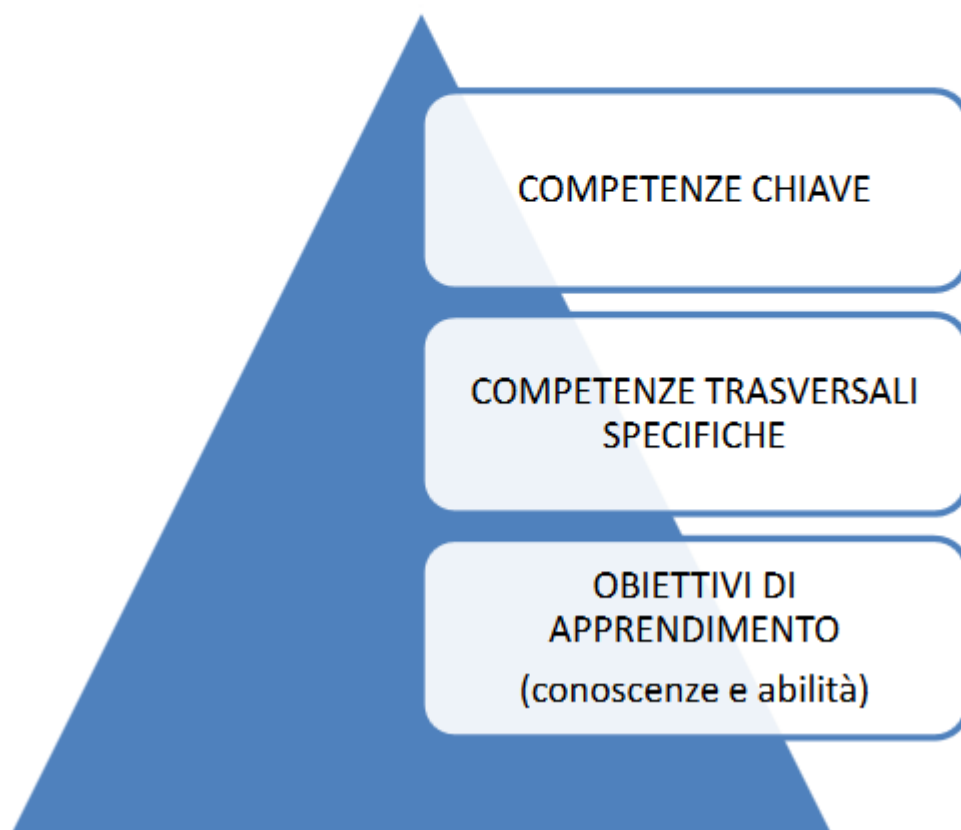 COMPETENZE CHIAVE
COMPETENZE TRASVERSALI
SPECIFICHE
OBIETTIVI DI
APPRENDIMENTO
(conoscenze e abilità)